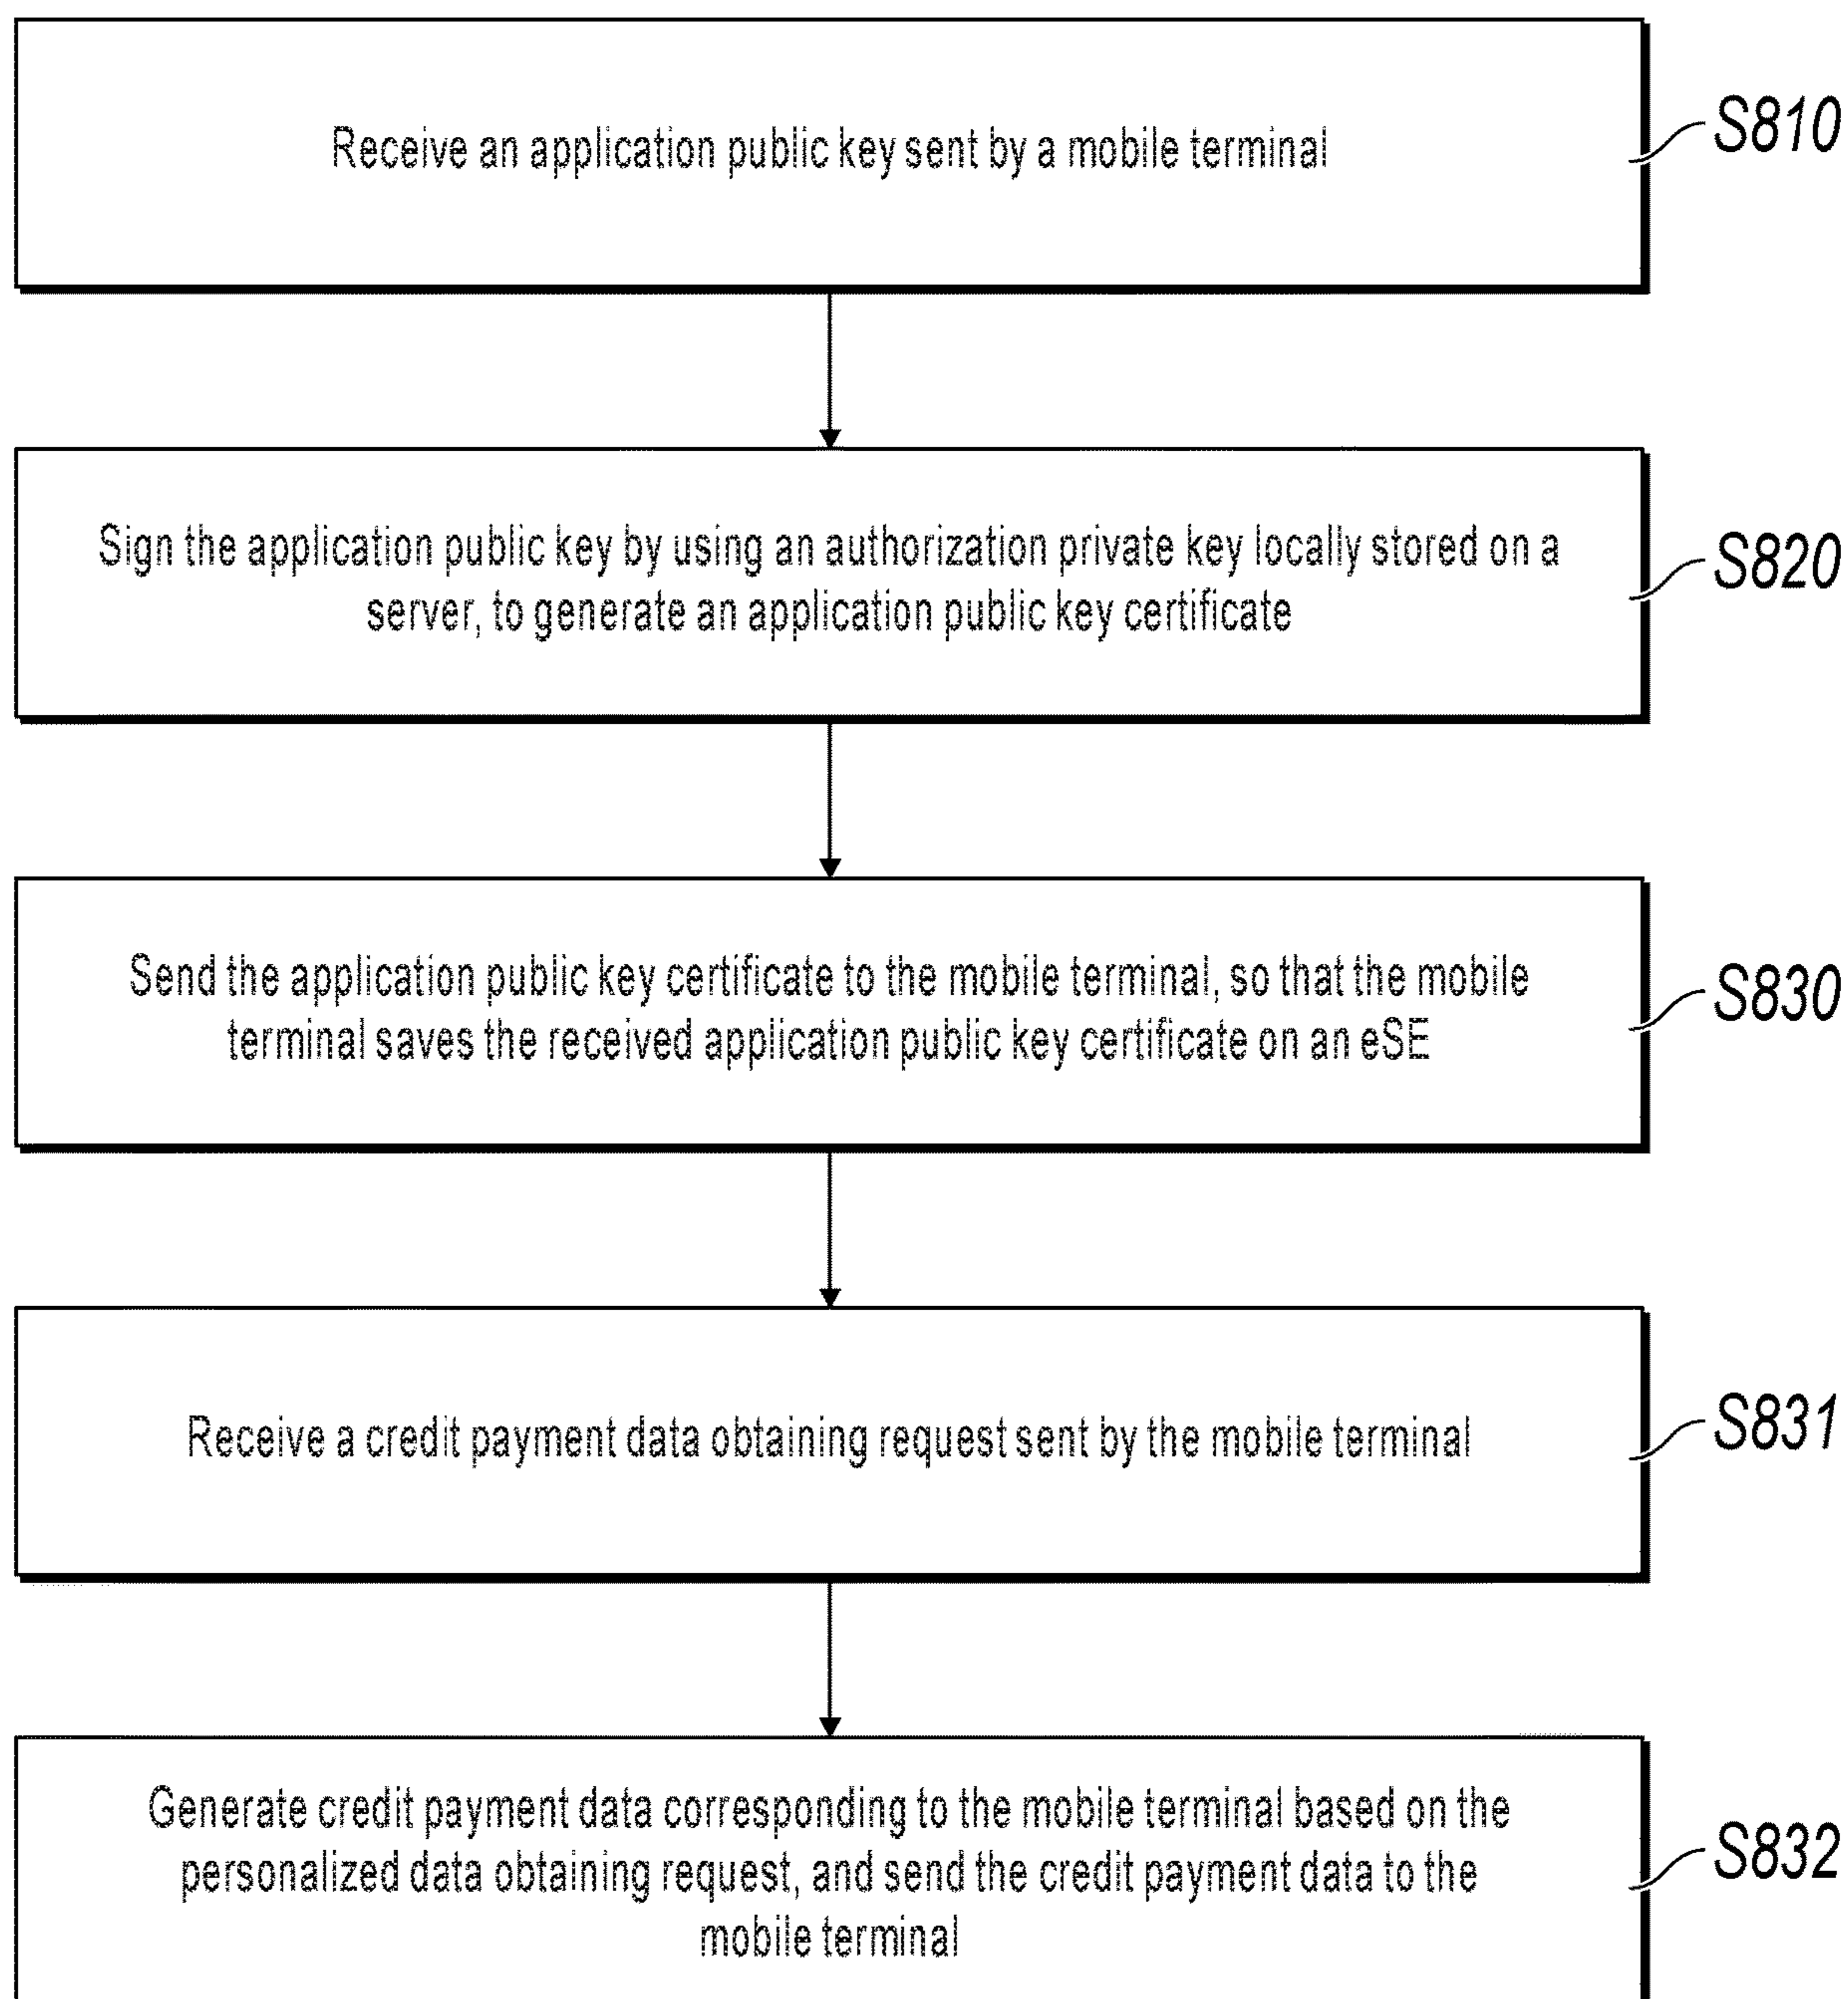 Receive an application public key sent by a mobile terminal
S810
Sign the application public key by using an authorization private key locally stored on a
server, to generate an application public key certificate
S820
Send the application public key certificate to the mobile terminal, so that the mobile
terminal saves the received application public key certificate on an eSE
S830
Receive a credit payment data obtaining request sent by the mobile terminal
S831
Generate credit payment data corresponding to the mobile terminal based on the
personalized data obtaining request, and send the credit payment data to the
mobile terminal
S832